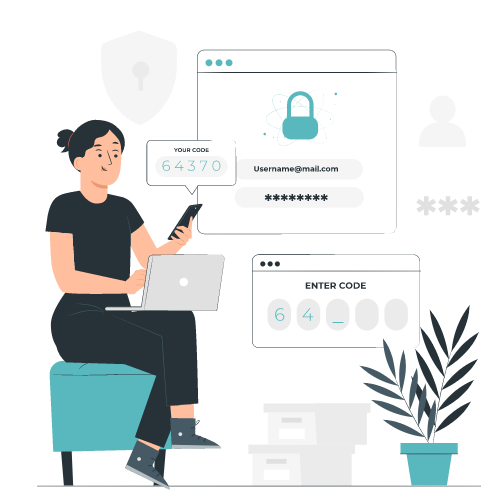 YOUR CODE
64370
Username@mail.com
********
***
ENTER CODE
6 4 _